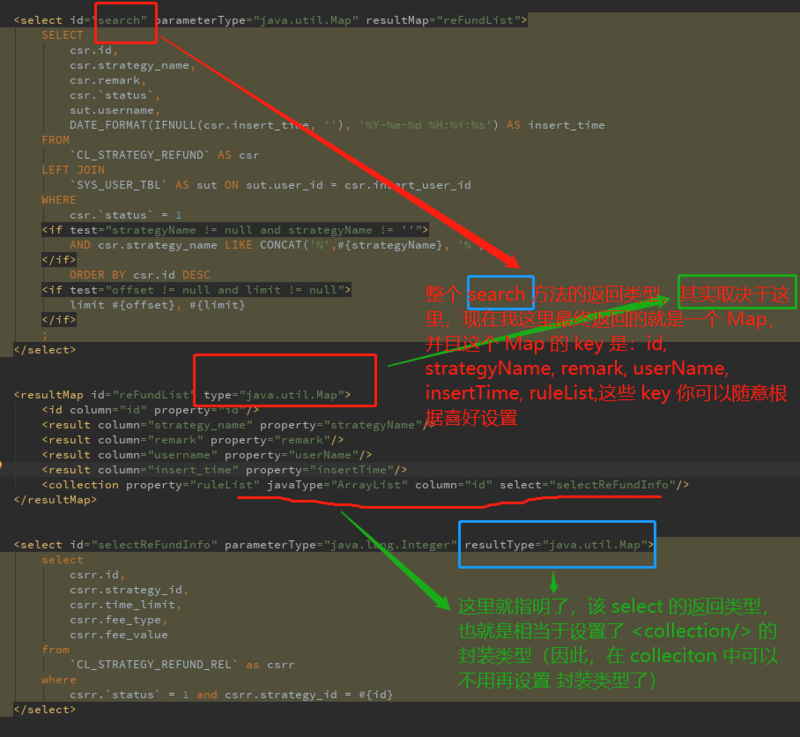 <select id="search" parameterType="java.util.Map" resultMap="reFundList">
SELECT
csr.id,
csr.strategy_name,
csr.remark,
csr.`status`,
sut.username,
DATE_FORMAT(IFNULL(csr.insert_time, ''), '%Y-%m-%d %H:%i:%s') AS insert_time
FROM
`CL_STRATEGY_REFUND` AS csr
LEFT JOIN
`SYS_USER_TBL` AS sut ON sut.user_id = csr.insert_user_id
WHERE
csr.`status` = 1
<if test="strategyName != null and strategyName != ''">
AND csr.strategy_name LIKE CONCAT('%',#{strategyName}, '%')
</if>
ORDER BY csr.id DESC
<if test="offset != null and limit != null">
limit #{offset}, #{limit}
</if>
;
</select>
整个 search 方法的返回类型，其实取决于这
里，现在我这里最终返回的就是一个 Map，
并且这个 Map 的 key 是：id,
strategyName, remark, userName,
insertTime, ruleList,这些 key 你可以随意根
据喜好设置
<resultMap id="reFundList" type="java.util.Map">
<id column="id" property="id"/>
<result column="strategy_name" property="strategyName"/>
<result column="remark" property="remark"/>
<result column="username" property="userName"/>
<result column="insert_time" property="insertTime"/>
<collection property="ruleList" javaType="ArrayList" column="id" select="selectReFundInfo"/>
</resultMap>
<select id="selectReFundInfo" parameterType="java.lang.Integer" resultType="java.util.Map">
select
csrr.id,
csrr.strategy_id,
csrr.time_limit,
csrr.fee_type,
csrr.fee_value
from
`CL_STRATEGY_REFUND_REL` as csrr
where
csrr.`status` = 1 and csrr.strategy_id = #{id}
</select>
这里就指明了，该 select 的返回类型，
也就是相当于设置了 <collection/> 的
封装类型（因此，在 colleciton 中可以
不用再设置 封装类型了）